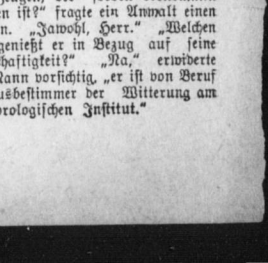 en ist?“ fragte ein Anwalt einen
n. „Jawohl, Herr.“ „Welchen
genießt er in Bezug auf seine
haftigkeit?“ „Na,“ erwiderte
Mann vorsichtig, „er ist von Beruf
usbestimmer der Witterung am
orologischen Institut.“